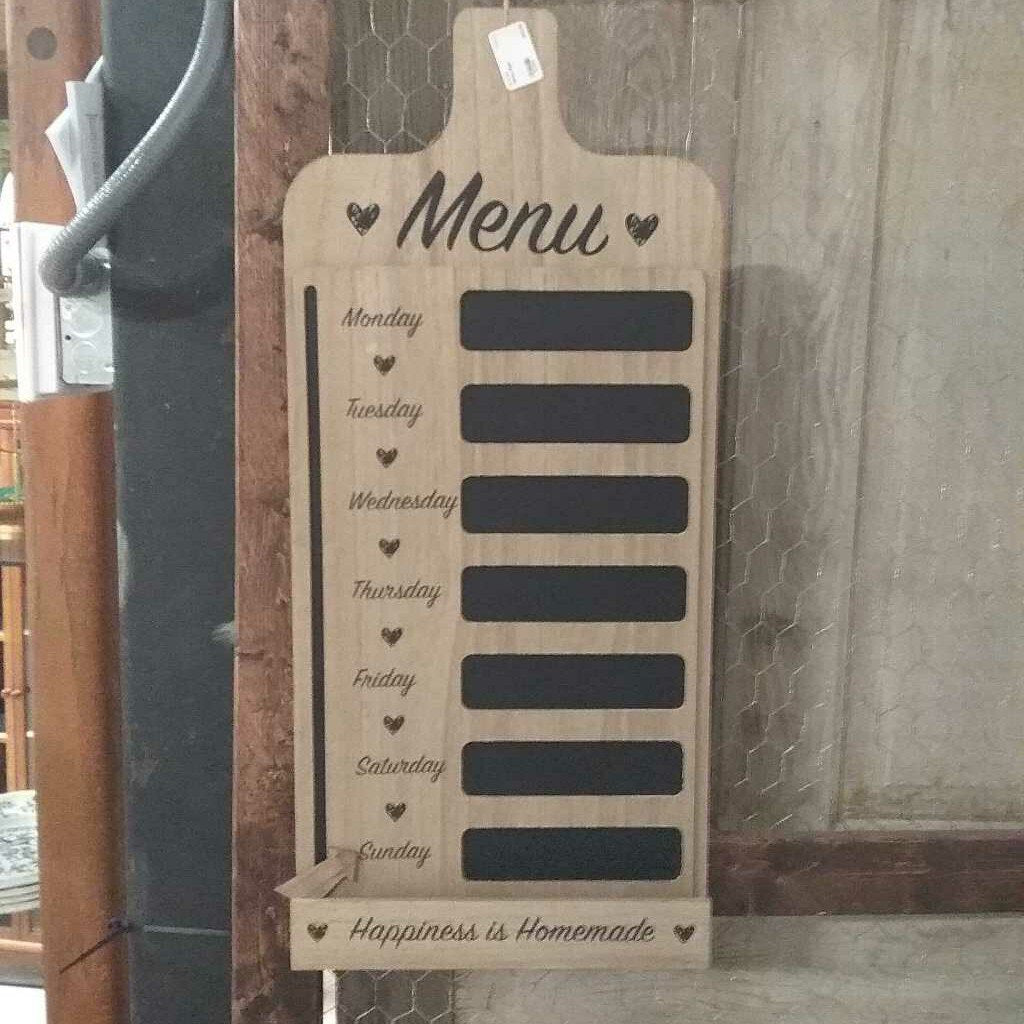 Menu
Monday
Tuesday
Wednesday
Thursday
Friday
Saturday
Sunday
Happiness is Homemade